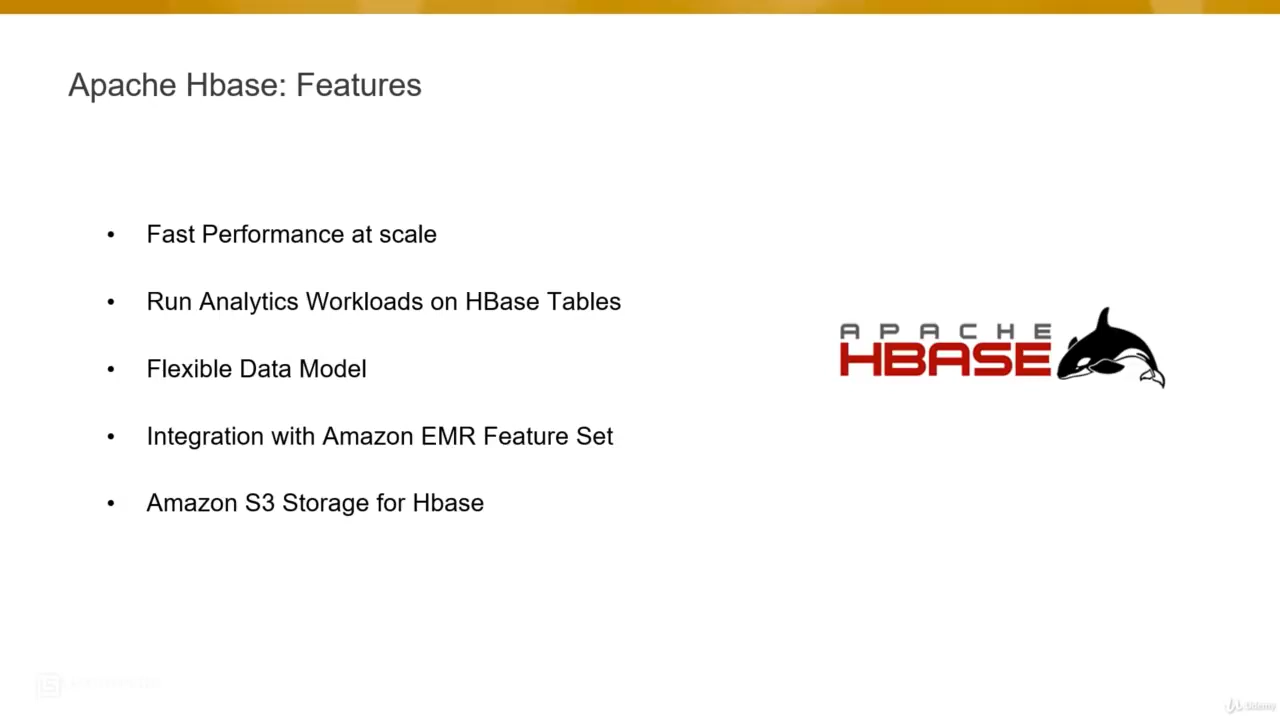 Apache Hbase: Features
• Fast Performance at scale
• Run Analytics Workloads on HBase Tables
• Flexible Data Model
• Integration with Amazon EMR Feature Set
• Amazon S3 Storage for Hbase
APACHE
HBASE
Udemy